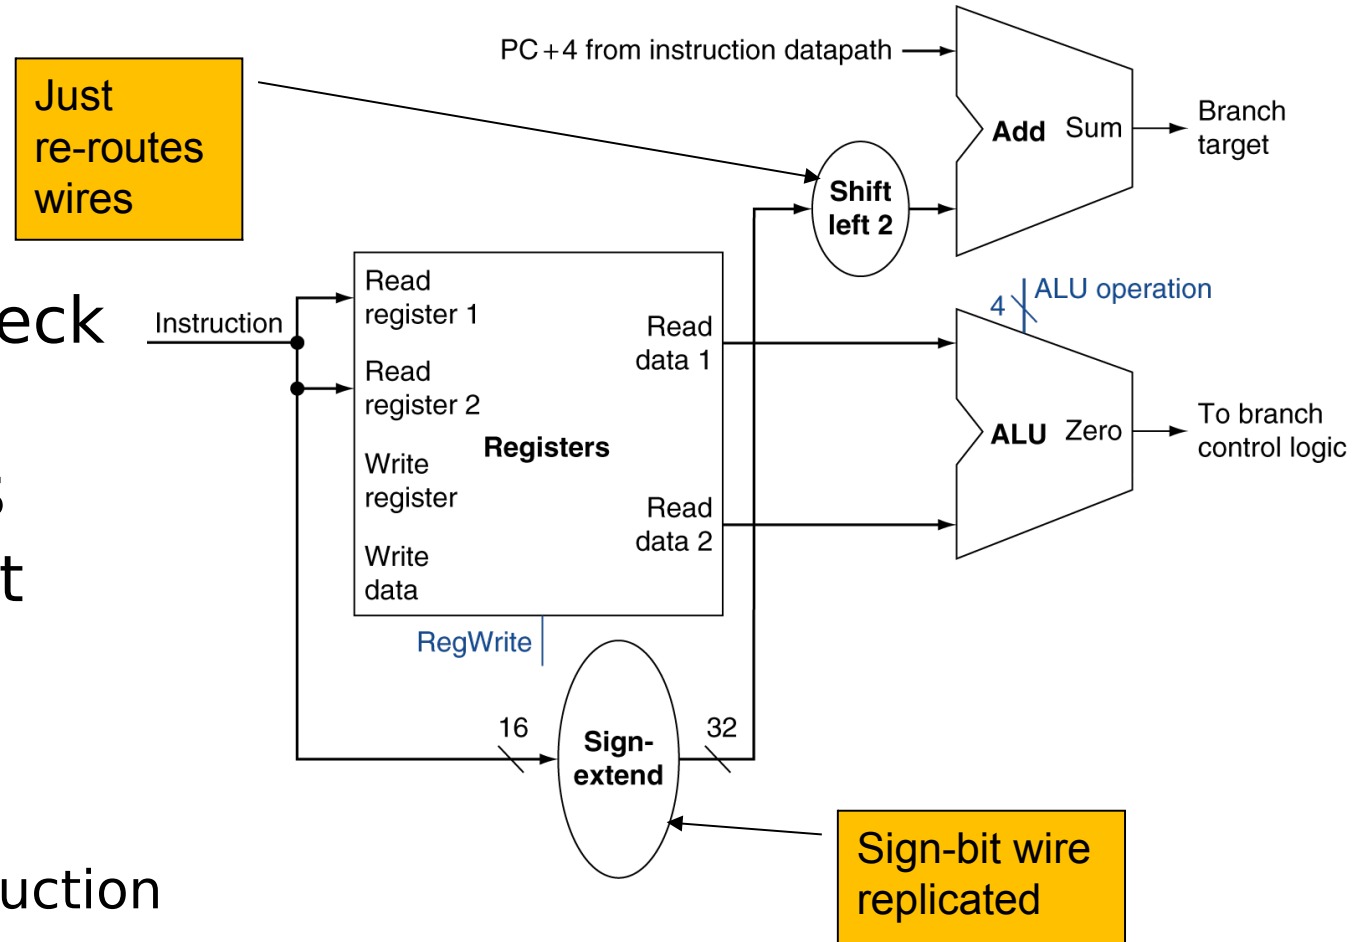 PC+4 from instruction datapath
Just
re-routes
wires
Add Sum
Branch
target
Shift
left 2
eck
Instruction
Read
register 1
Read
data 1
4
ALU operation
Read
register 2
Registers
ALU Zero
To branch
control logic
Write
register
s
Read
data 2
Write
data
t
RegWrite
16
32
Sign-
extend
Sign-bit wire
replicated
uction